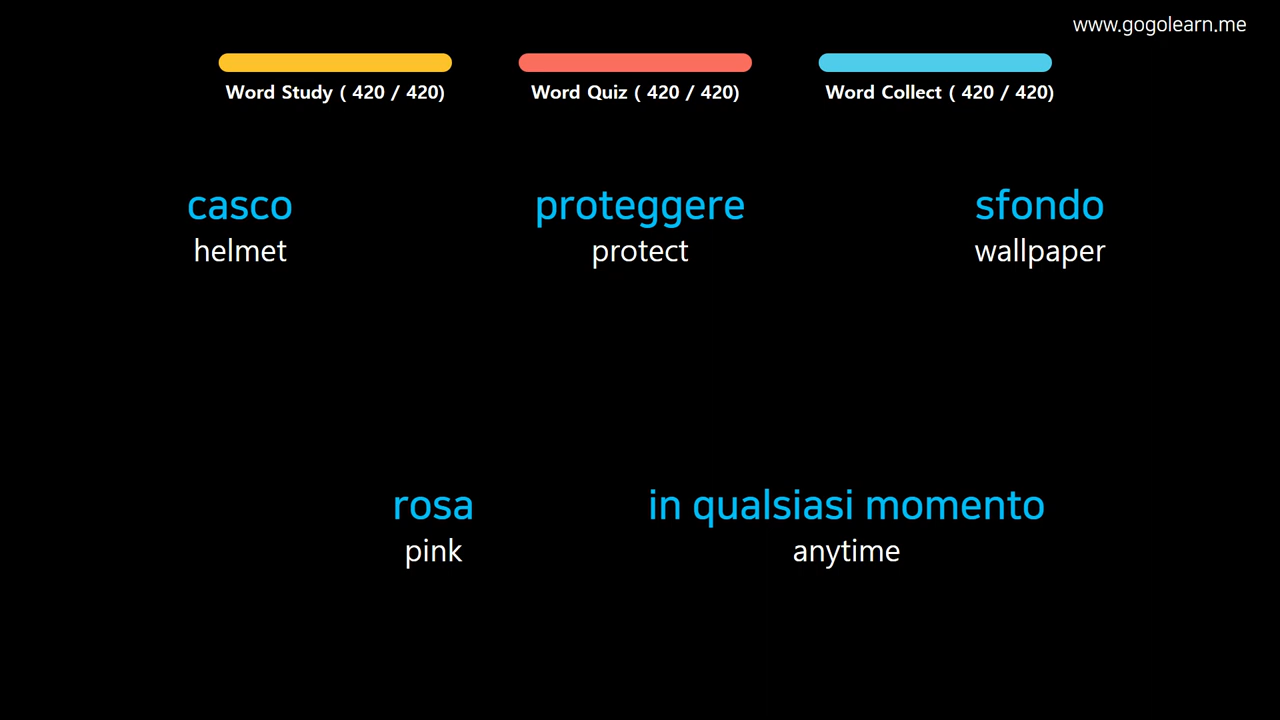 www.gogolearn.me
Word Study ( 420 / 420)
Word Quiz ( 420 / 420)
Word Collect ( 420 / 420)
casco
helmet
proteggere
protect
sfondo
wallpaper
rosa
pink
in qualsiasi momento
anytime